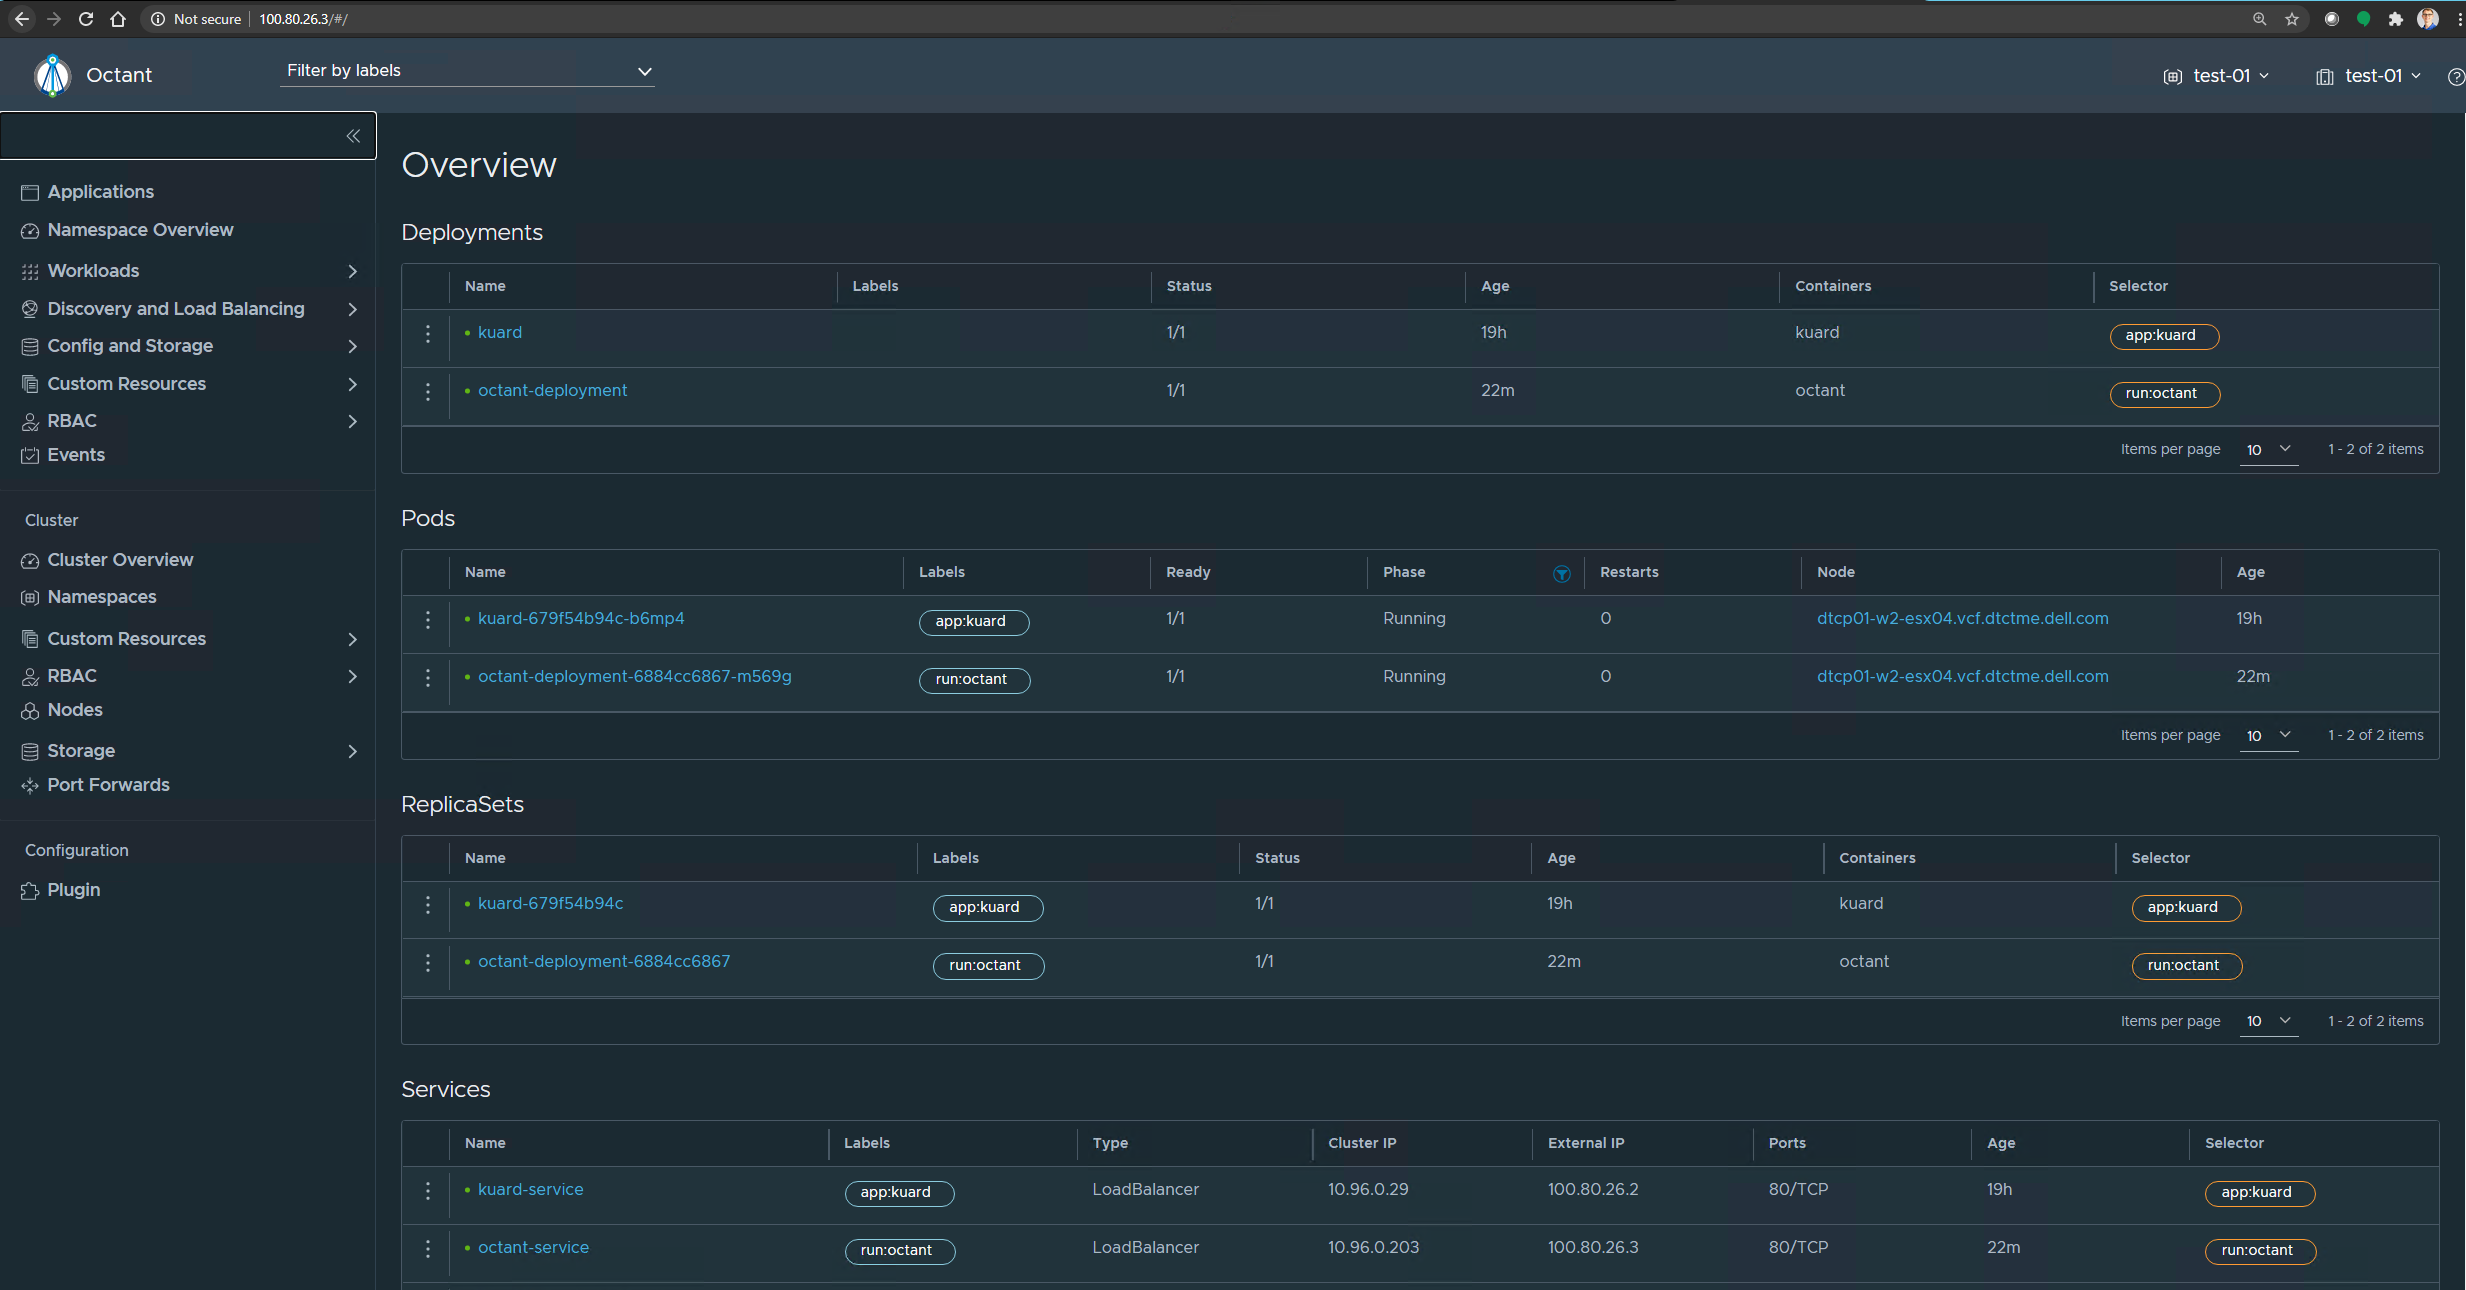 Not secure | 100.80.26.3/#/
Octant
Filter by labels
test-01
test-01
Applications
Namespace Overview
Workloads
Discovery and Load Balancing
Config and Storage
Custom Resources
RBAC
Events
Cluster
Cluster Overview
Namespaces
Custom Resources
RBAC
Nodes
Storage
Port Forwards
Configuration
Plugin
Overview
Deployments
Name Labels Status Age Containers Selector
kuard 1/1 19h kuard app:kuard
octant-deployment 1/1 22m octant run:octant
Items per page 10 1 - 2 of 2 items
Pods
Name Labels Ready Phase Restarts Node Age
kuard-679f54b94c-b6mp4 app:kuard 1/1 Running 0 dtcp01-w2-esx04.vcf.dtctme.dell.com 19h
octant-deployment-6884cc6867-m569g run:octant 1/1 Running 0 dtcp01-w2-esx04.vcf.dtctme.dell.com 22m
Items per page 10 1 - 2 of 2 items
ReplicaSets
Name Labels Status Age Containers Selector
kuard-679f54b94c app:kuard 1/1 19h kuard app:kuard
octant-deployment-6884cc6867 run:octant 1/1 22m octant run:octant
Items per page 10 1 - 2 of 2 items
Services
Name Labels Type Cluster IP External IP Ports Age Selector
kuard-service app:kuard LoadBalancer 10.96.0.29 100.80.26.2 80/TCP 19h app:kuard
octant-service run:octant LoadBalancer 10.96.0.203 100.80.26.3 80/TCP 22m run:octant